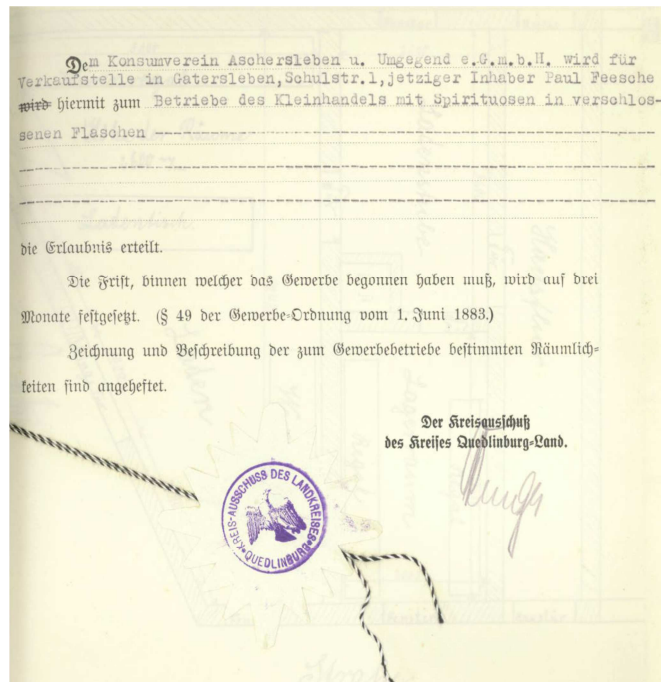 Dem Konsumverein Aschersleben u. Umgegend e.G.m.b.H. wird für
Verkaufstelle in Gatersleben,Schulstr.1,jetziger Inhaber Paul Feesche
wird hiermit zum Betriebe des Kleinhandels mit Spirituosen in verschlos-
senen Flaschen
die Erlaubnis erteilt.
Die Frist, binnen welcher das Gewerbe begonnen haben muß, wird auf drei
Monate festgesetzt. (§ 49 der Gewerbe-Ordnung vom 1. Juni 1883.)
Zeichnung und Beschreibung der zum Gewerbebetriebe bestimmten Räumlich-
keiten sind angeheftet.
Der Kreisausschuß
des Kreises Quedlinburg-Land.
KREIS-AUSSCHUSS DES LANDKREISES
QUEDLINBURG